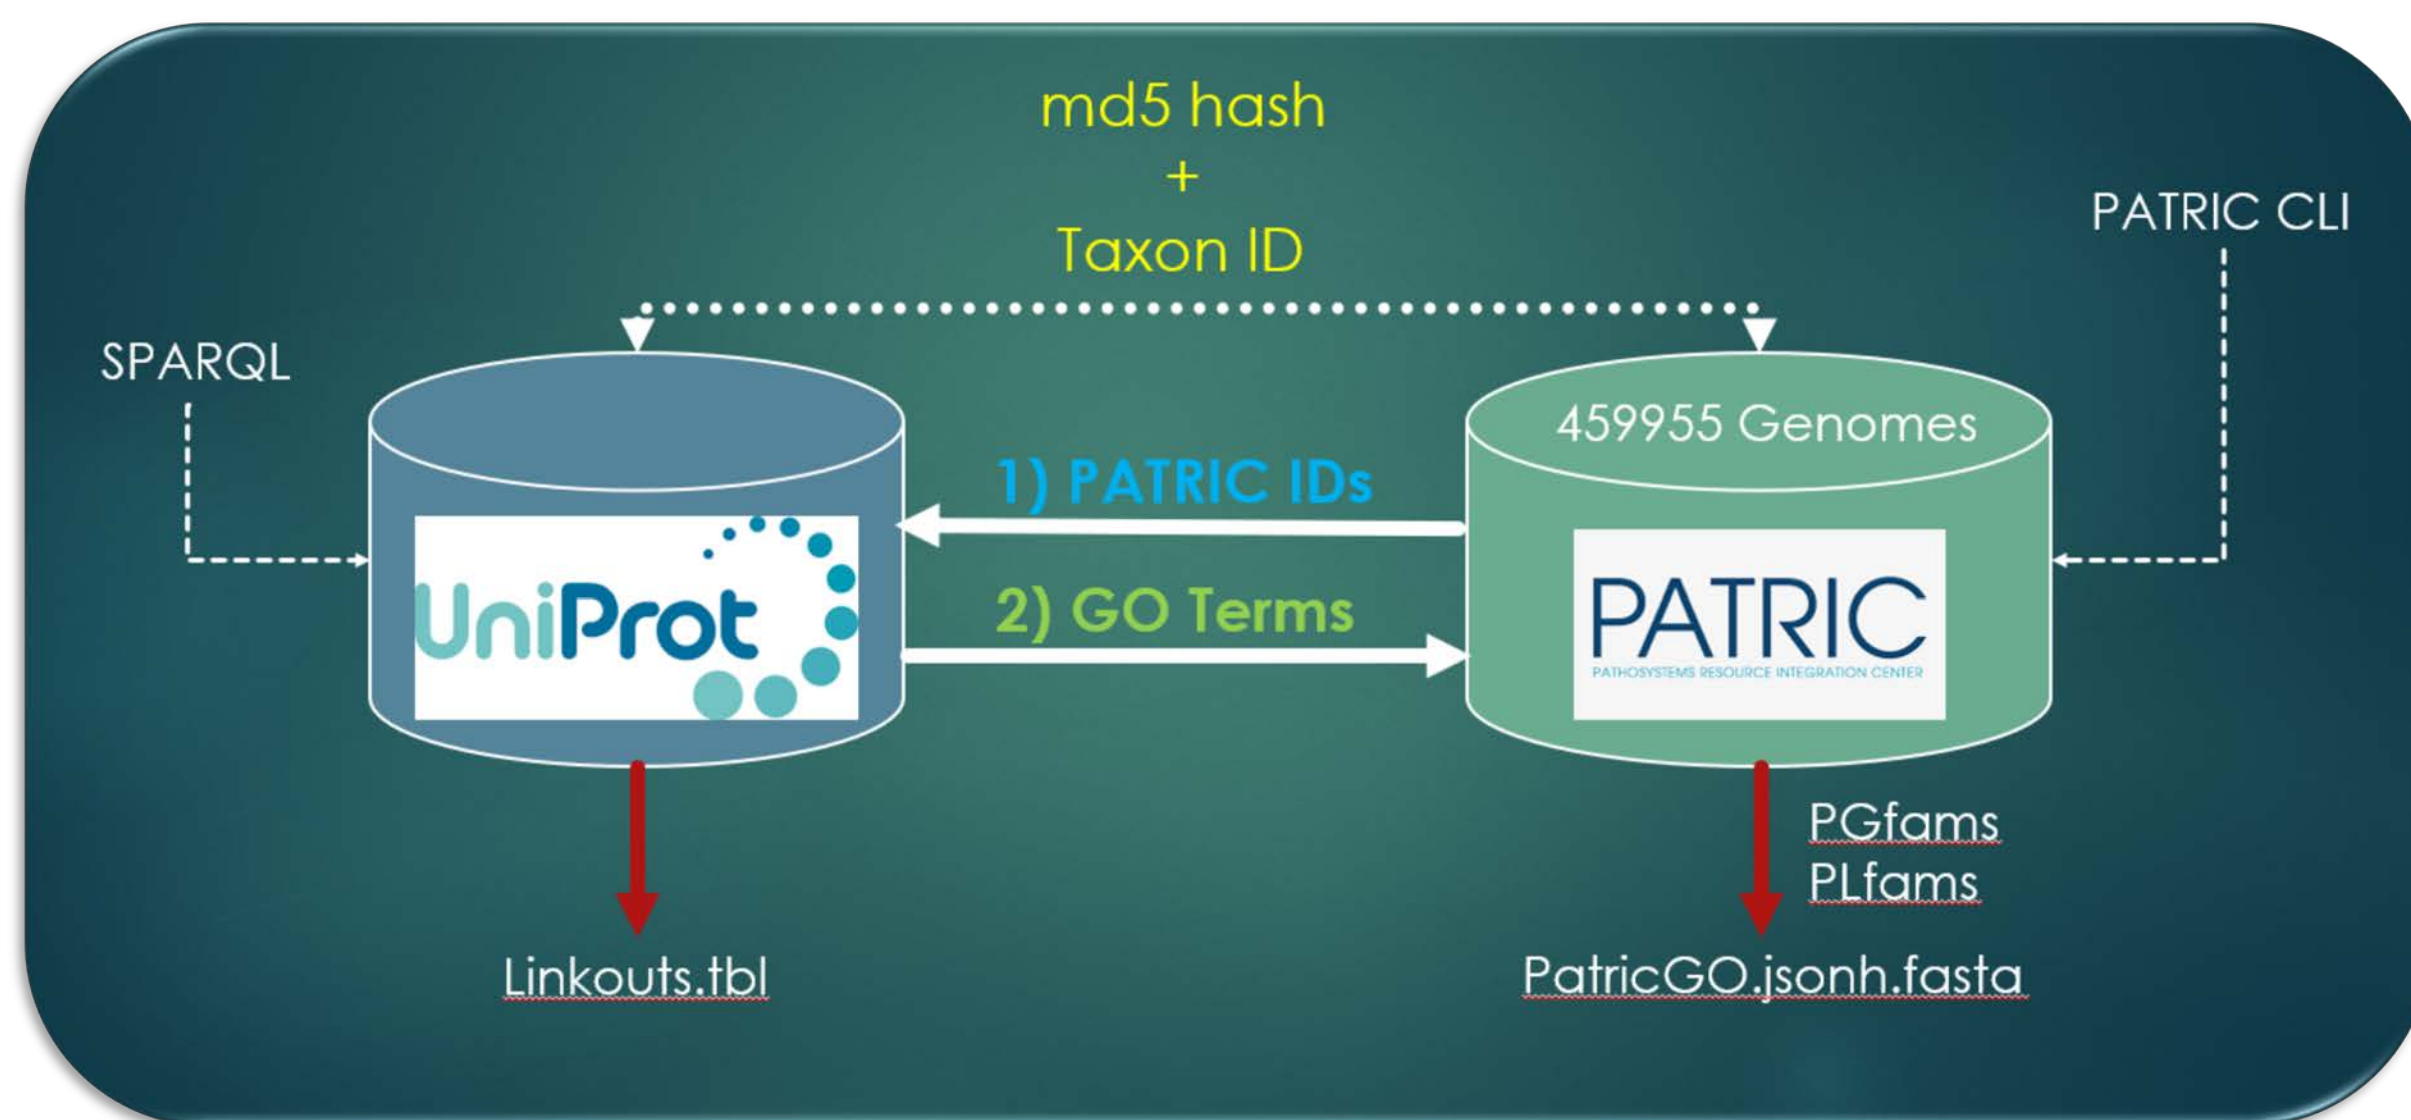 md5 hash
+
Taxon ID
PATRIC CLI
SPARQL
459955 Genomes
1) PATRIC IDs
UniProt
2) GO Terms
PATRIC
PATHOSYSTEMS RESOURCE INTEGRATION CENTER
PGfams
PLfams
Linkouts.tbl
PatricGO.jsonh.fasta